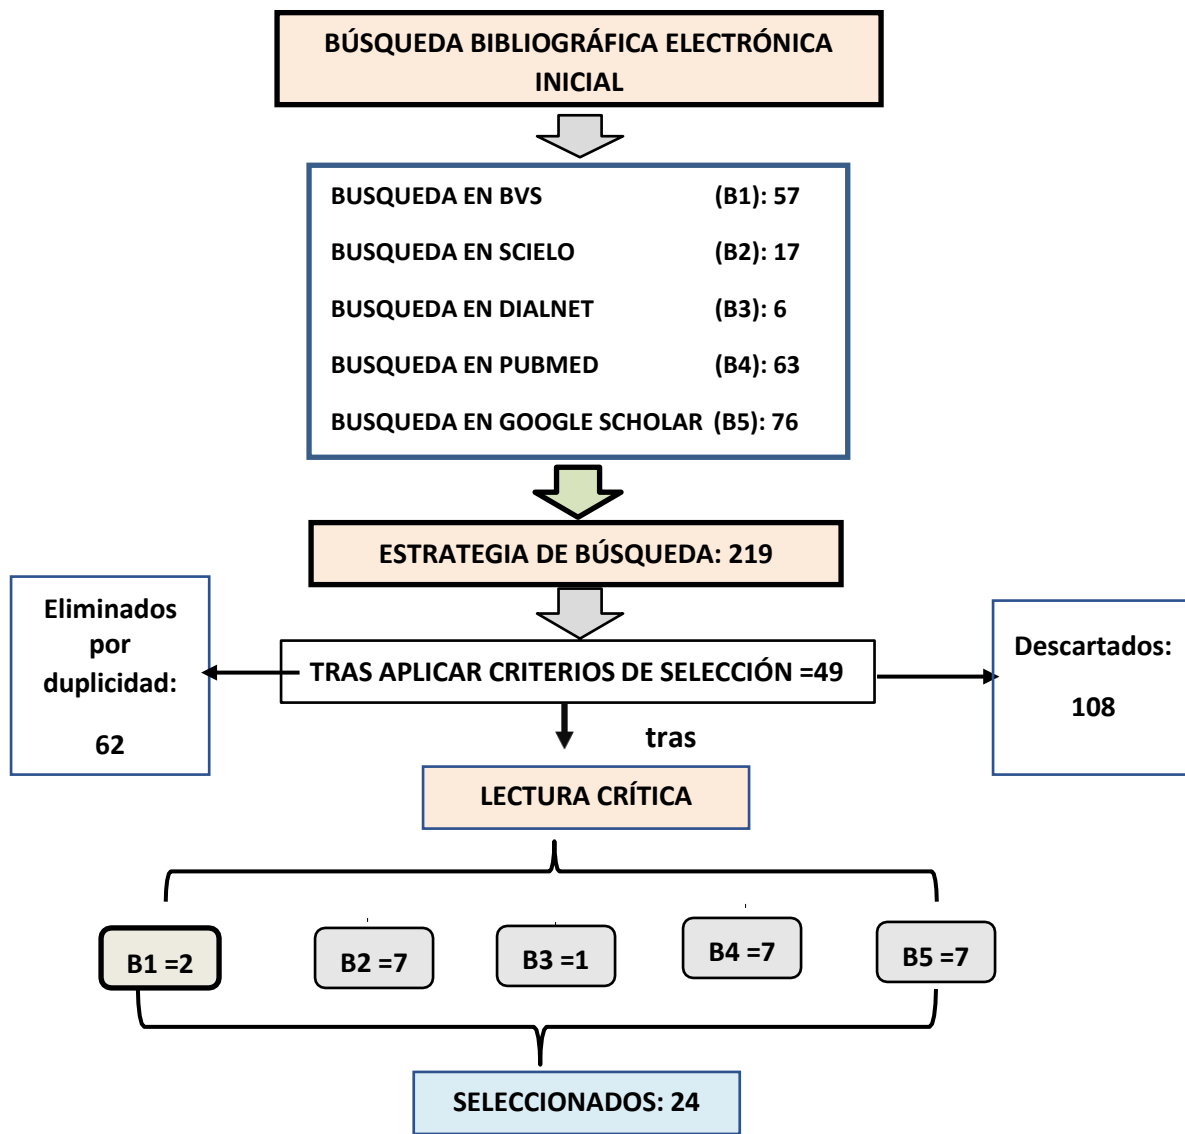 BÚSQUEDA BIBLIOGRÁFICA ELECTRÓNICA
INICIAL
BUSQUEDA EN BVS (B1): 57
BUSQUEDA EN SCIELO (B2): 17
BUSQUEDA EN DIALNET (B3): 6
BUSQUEDA EN PUBMED (B4): 63
BUSQUEDA EN GOOGLE SCHOLAR (B5): 76
ESTRATEGIA DE BÚSQUEDA: 219
Eliminados
por
duplicidad:
62
TRAS APLICAR CRITERIOS DE SELECCIÓN =49
Descartados:
108
tras
LECTURA CRÍTICA
B1 =2
B2 =7
B3 =1
B4 =7
B5 =7
SELECCIONADOS: 24